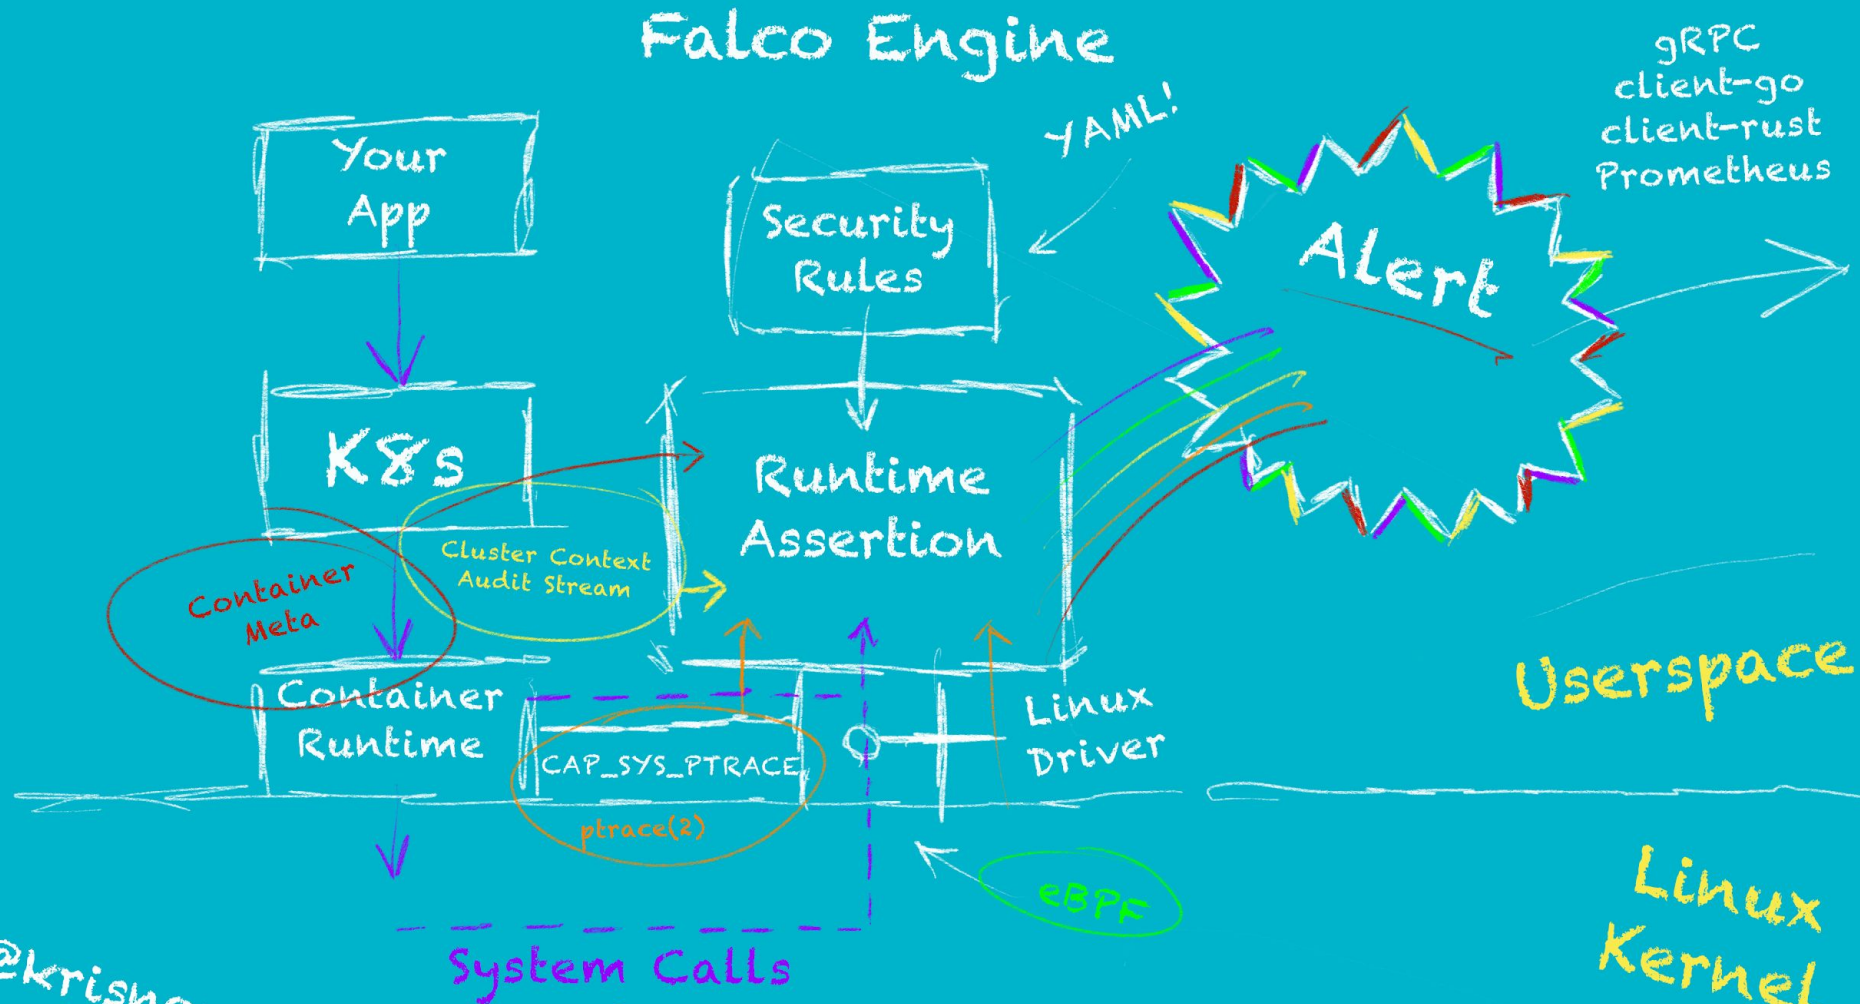 Falco Engine
gRPC
client-go
client-rust
Prometheus
YAML!
Your
App
Security
Rules
Alert
K8s
Runtime
Assertion
Cluster Context
Audit Stream
Container
Meta
Container
Runtime
CAP_SYS_PTRACE
ptrace(2)
Linux
Driver
Userspace
eBPF
Linux
Kernel
System Calls